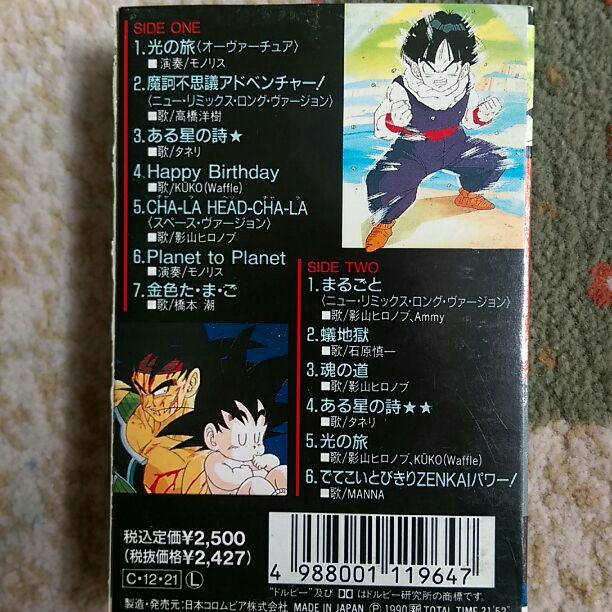 SIDE ONE
1.光の旅〈オーヴァーチュア〉
■演奏/モノリス
2.魔訶不思議アドベンチャー!
〈ニュー・リミックス・ロング・ヴァージョン〉
■歌/高橋洋樹
3.ある星の詩★
■歌/タネリ
4.Happy Birthday
■歌/KŪKO(Waffle)
5.CHA-LA HEAD-CHA-LA
〈スペース・ヴァージョン〉
■歌/影山ヒロノブ
6.Planet to Planet
■演奏/モノリス
7.金色た・ま・ご
■歌/橋本 潮
SIDE TWO
1.まるごと
〈ニュー・リミックス・ロング・ヴァージョン〉
■歌/影山ヒロノブ、Ammy
2.蟻地獄
■歌/石原慎一
3.魂の道
■歌/影山ヒロノブ
4.ある星の詩★★
■歌/タネリ
5.光の旅
■歌/影山ヒロノブ、KŪKO(Waffle)
6.でてこいとびきりZENKAIパワー!
■歌/MANNA
税込定価¥2,500
(税抜価格¥2,427)
C・12・21 L
4 988001 119647
"ドルビー"及び はドルビー研究所の商標です。
製造・発売元:日本コロムビア株式会社 MADE IN JAPAN Ⓟ 1990 TOTAL TIME